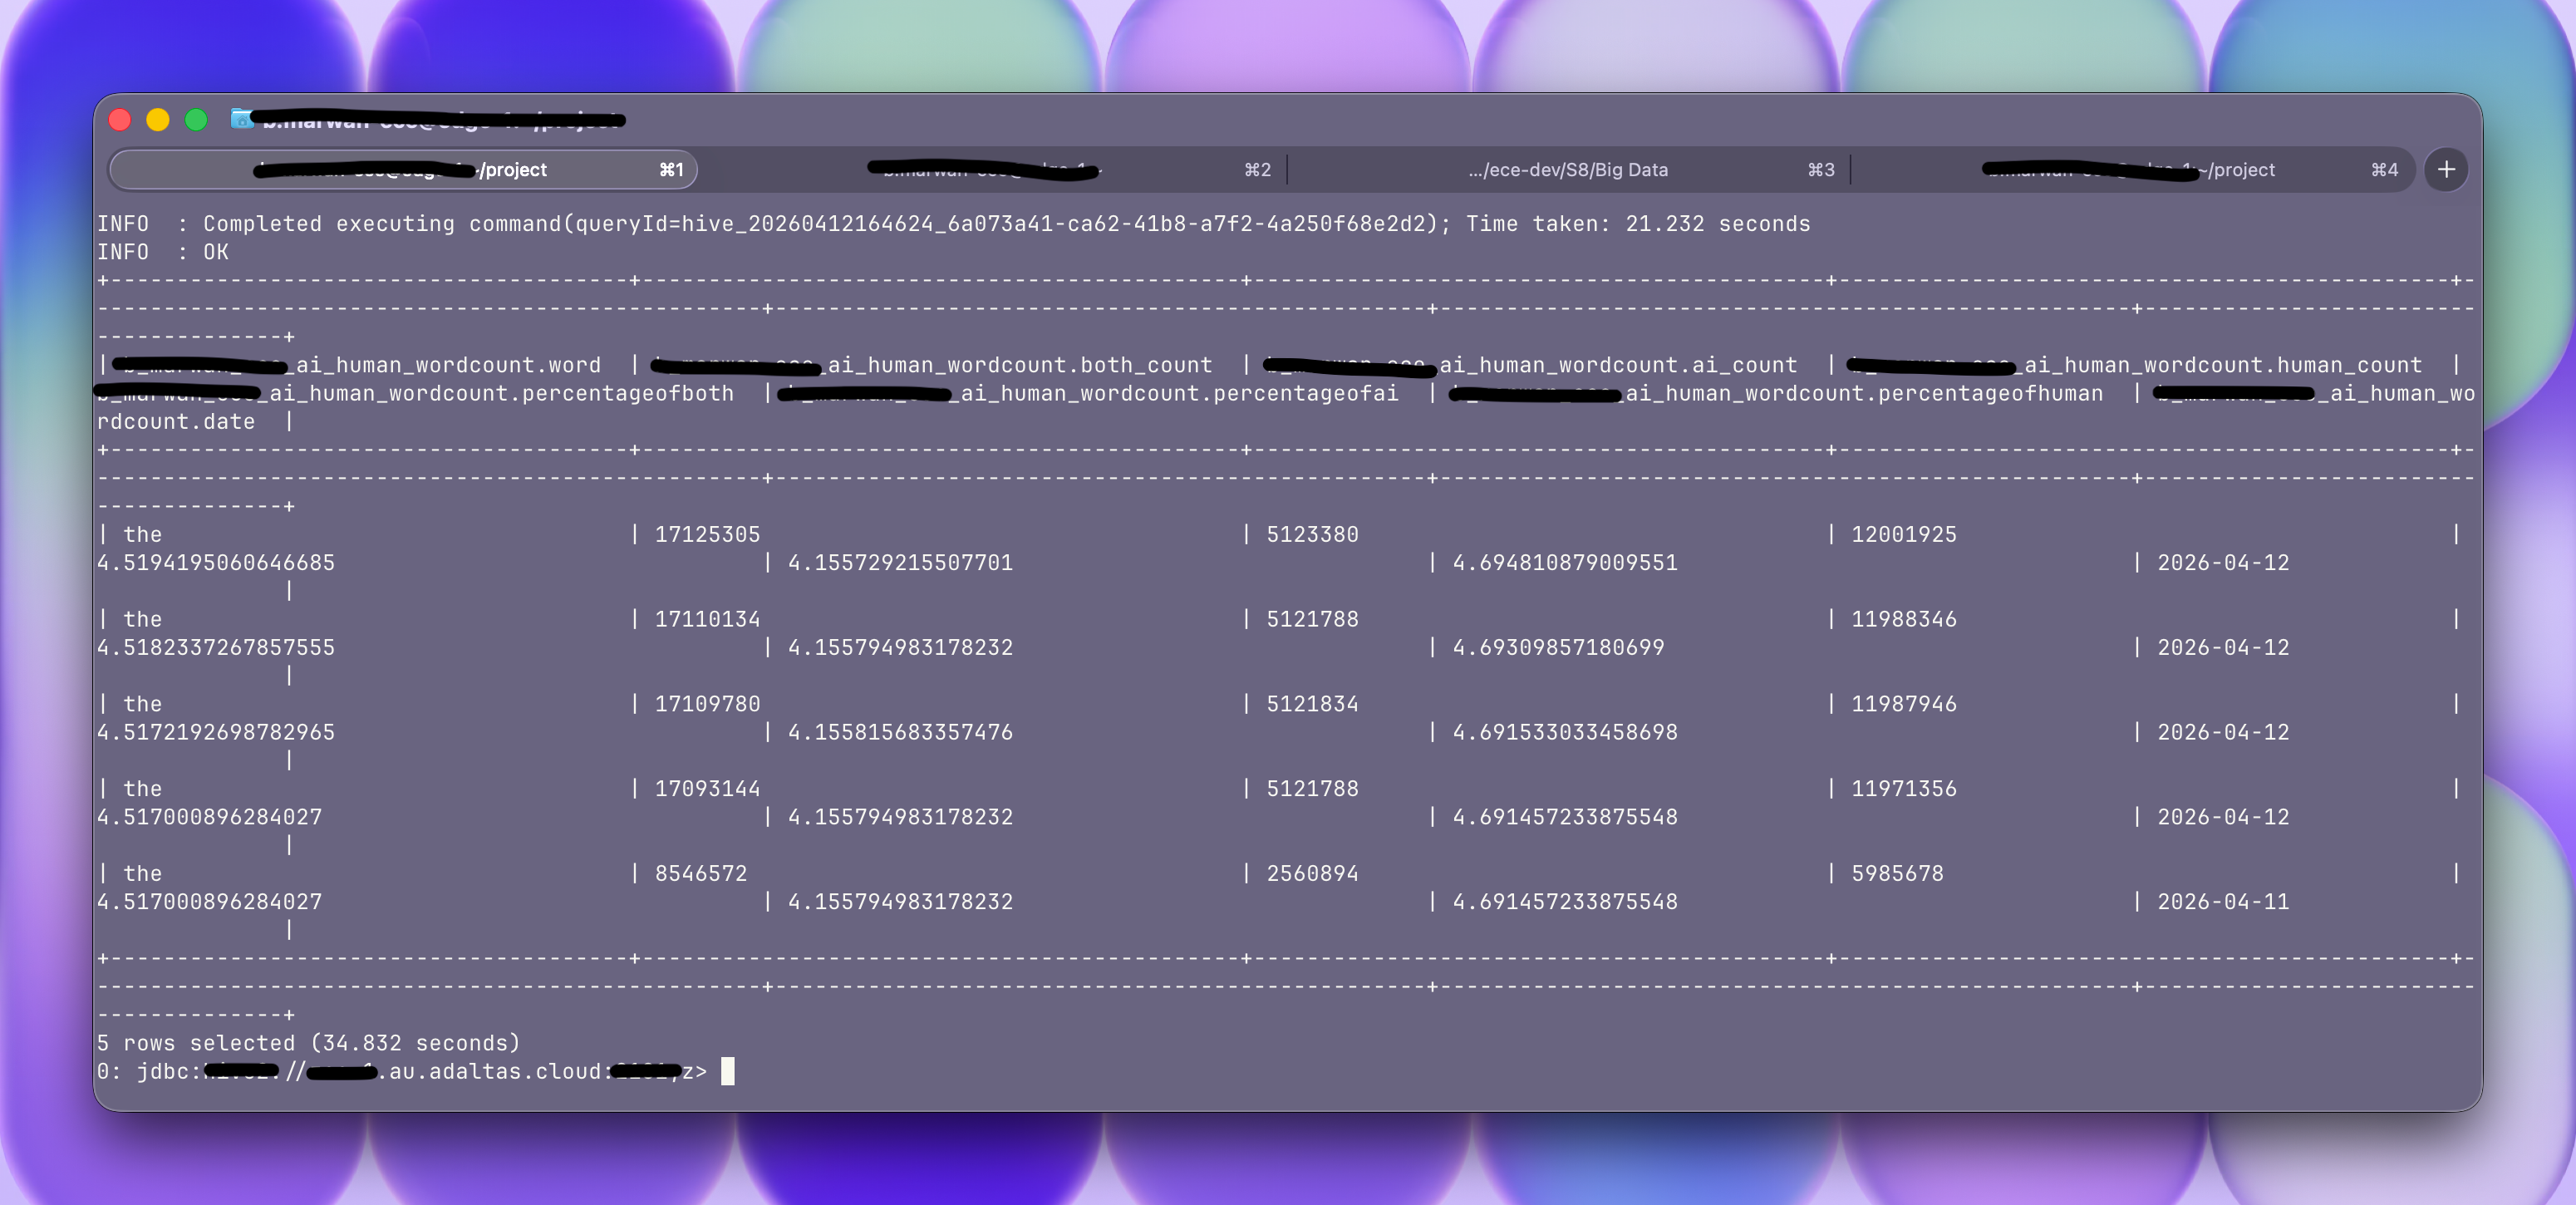 /project ⌘1 ⌘2 .../ece-dev/S8/Big Data ⌘3 ~/project ⌘4 +
INFO  : Completed executing command(queryId=hive_20260412164624_6a073a41-ca62-41b8-a7f2-4a250f68e2d2); Time taken: 21.232 seconds
INFO  : OK
| _ai_human_wordcount.word | _ai_human_wordcount.both_count | _ai_human_wordcount.ai_count | _ai_human_wordcount.human_count |
_ai_human_wordcount.percentageofboth | _ai_human_wordcount.percentageofai | _ai_human_wordcount.percentageofhuman | _ai_human_wo
rdcount.date |
| the | 17125305 | 5123380 | 12001925 |
4.5194195060646685 | 4.155729215507701 | 4.694810879009551 | 2026-04-12
|
| the | 17110134 | 5121788 | 11988346 |
4.5182337267857555 | 4.155794983178232 | 4.69309857180699 | 2026-04-12
|
| the | 17109780 | 5121834 | 11987946 |
4.5172192698782965 | 4.155815683357476 | 4.691533033458698 | 2026-04-12
|
| the | 17093144 | 5121788 | 11971356 |
4.517000896284027 | 4.155794983178232 | 4.691457233875548 | 2026-04-12
|
| the | 8546572 | 2560894 | 5985678 |
4.517000896284027 | 4.155794983178232 | 4.691457233875548 | 2026-04-11
|
5 rows selected (34.832 seconds)
0: jdbc: // .au.adaltas.cloud: z>